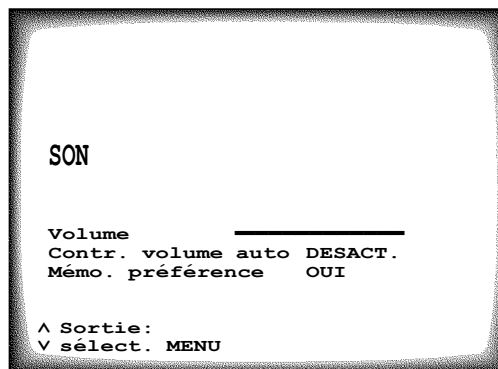 SON
Volume
Contr. volume auto DESACT.
Mémo. préférence OUI
∧ Sortie:
∨ sélect. MENU